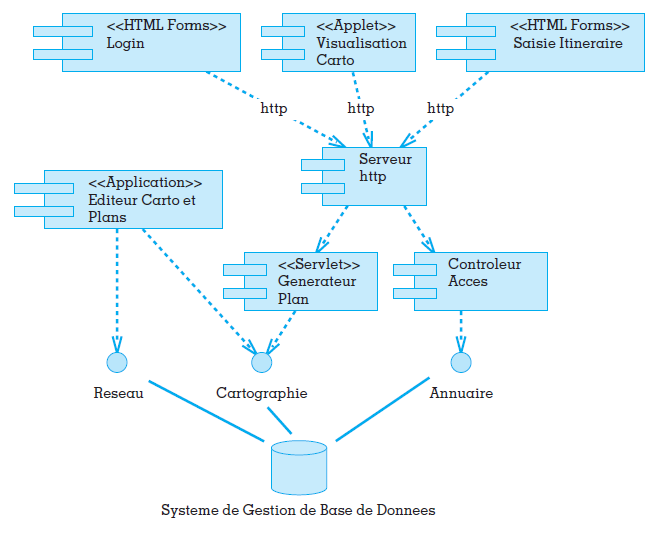 <<HTML Forms>>
Login
<<Applet>>
Visualisation
Carto
<<HTML Forms>>
Saisie Itineraire
http
http
http
Serveur
http
<<Application>>
Editeur Carto et
Plans
<<Servlet>>
Generateur
Plan
Controleur
Acces
Reseau
Cartographie
Annuaire
Systeme de Gestion de Base de Donnees